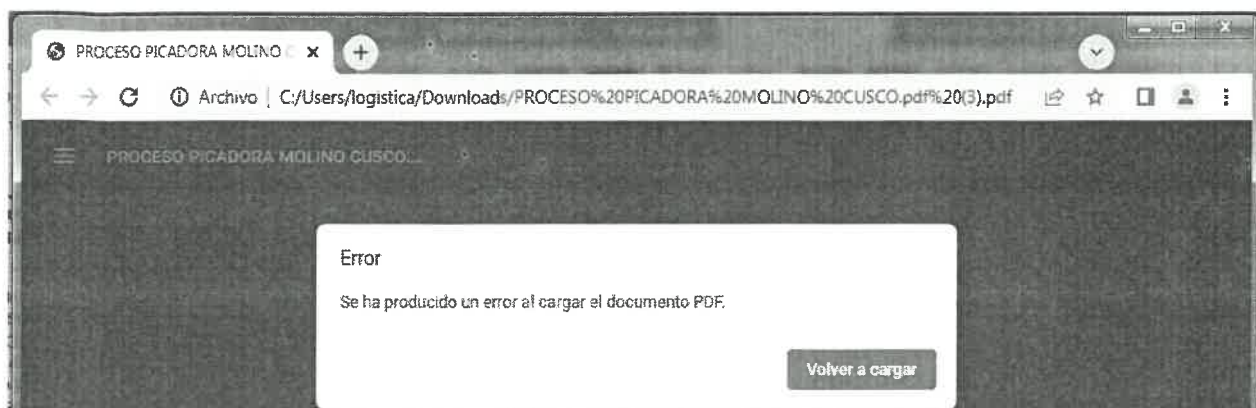 PROCESO PICADORA MOLINO C
Archivo | C:/Users/logistica/Downloads/PROCESO%20PICADORA%20MOLINO%20CUSCO.pdf%20(3).pdf
PROCESO PICADORA MOLINO CUSCO....
Error
Se ha producido un error al cargar el documento PDF.
Volver a cargar